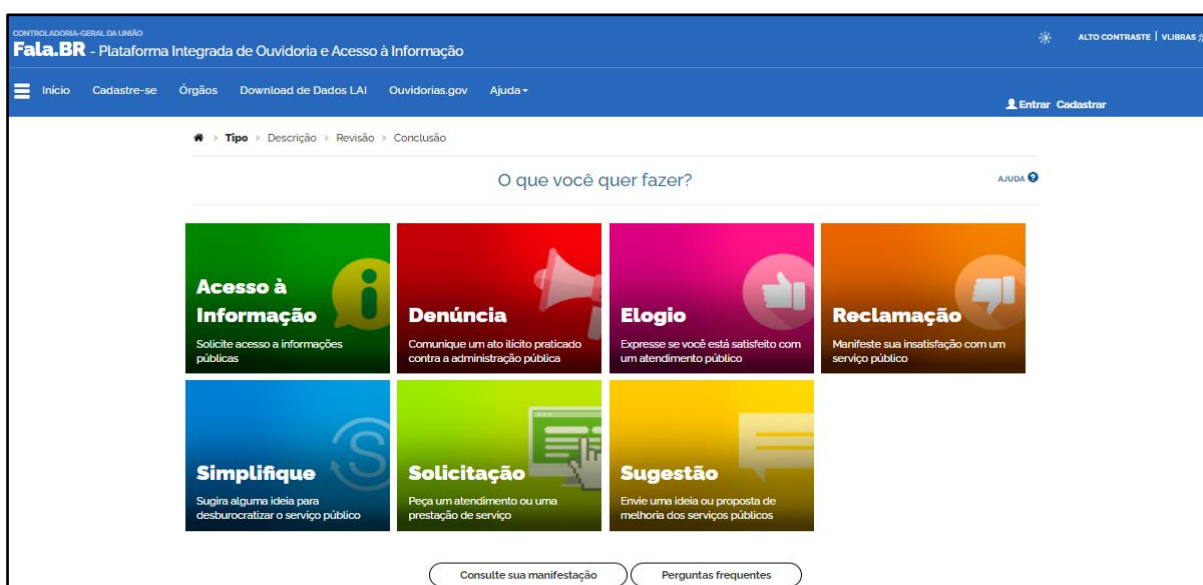 CONTROLADORIA-GERAL DA UNIÃO
Fala.BR - Plataforma Integrada de Ouvidoria e Acesso à Informação
ALTO CONTRASTE | VLIBRAS
Início Cadastre-se Órgãos Download de Dados LAI Ouvidorias.gov Ajuda
Entrar Cadastrar
> Tipo > Descrição > Revisão > Conclusão
O que você quer fazer?
AJUDA
Acesso à
Informação
Solicite acesso a informações
públicas
Denúncia
Comunique um ato ilícito praticado
contra a administração pública
Elogio
Expresse se você está satisfeito com
um atendimento público
Reclamação
Manifeste sua insatisfação com um
serviço público
Simplifique
Sugira alguma ideia para
desburocratizar o serviço público
Solicitação
Peça um atendimento ou uma
prestação de serviço
Sugestão
Envie uma ideia ou proposta de
melhoria dos serviços públicos
Consulte sua manifestação
Perguntas frequentes